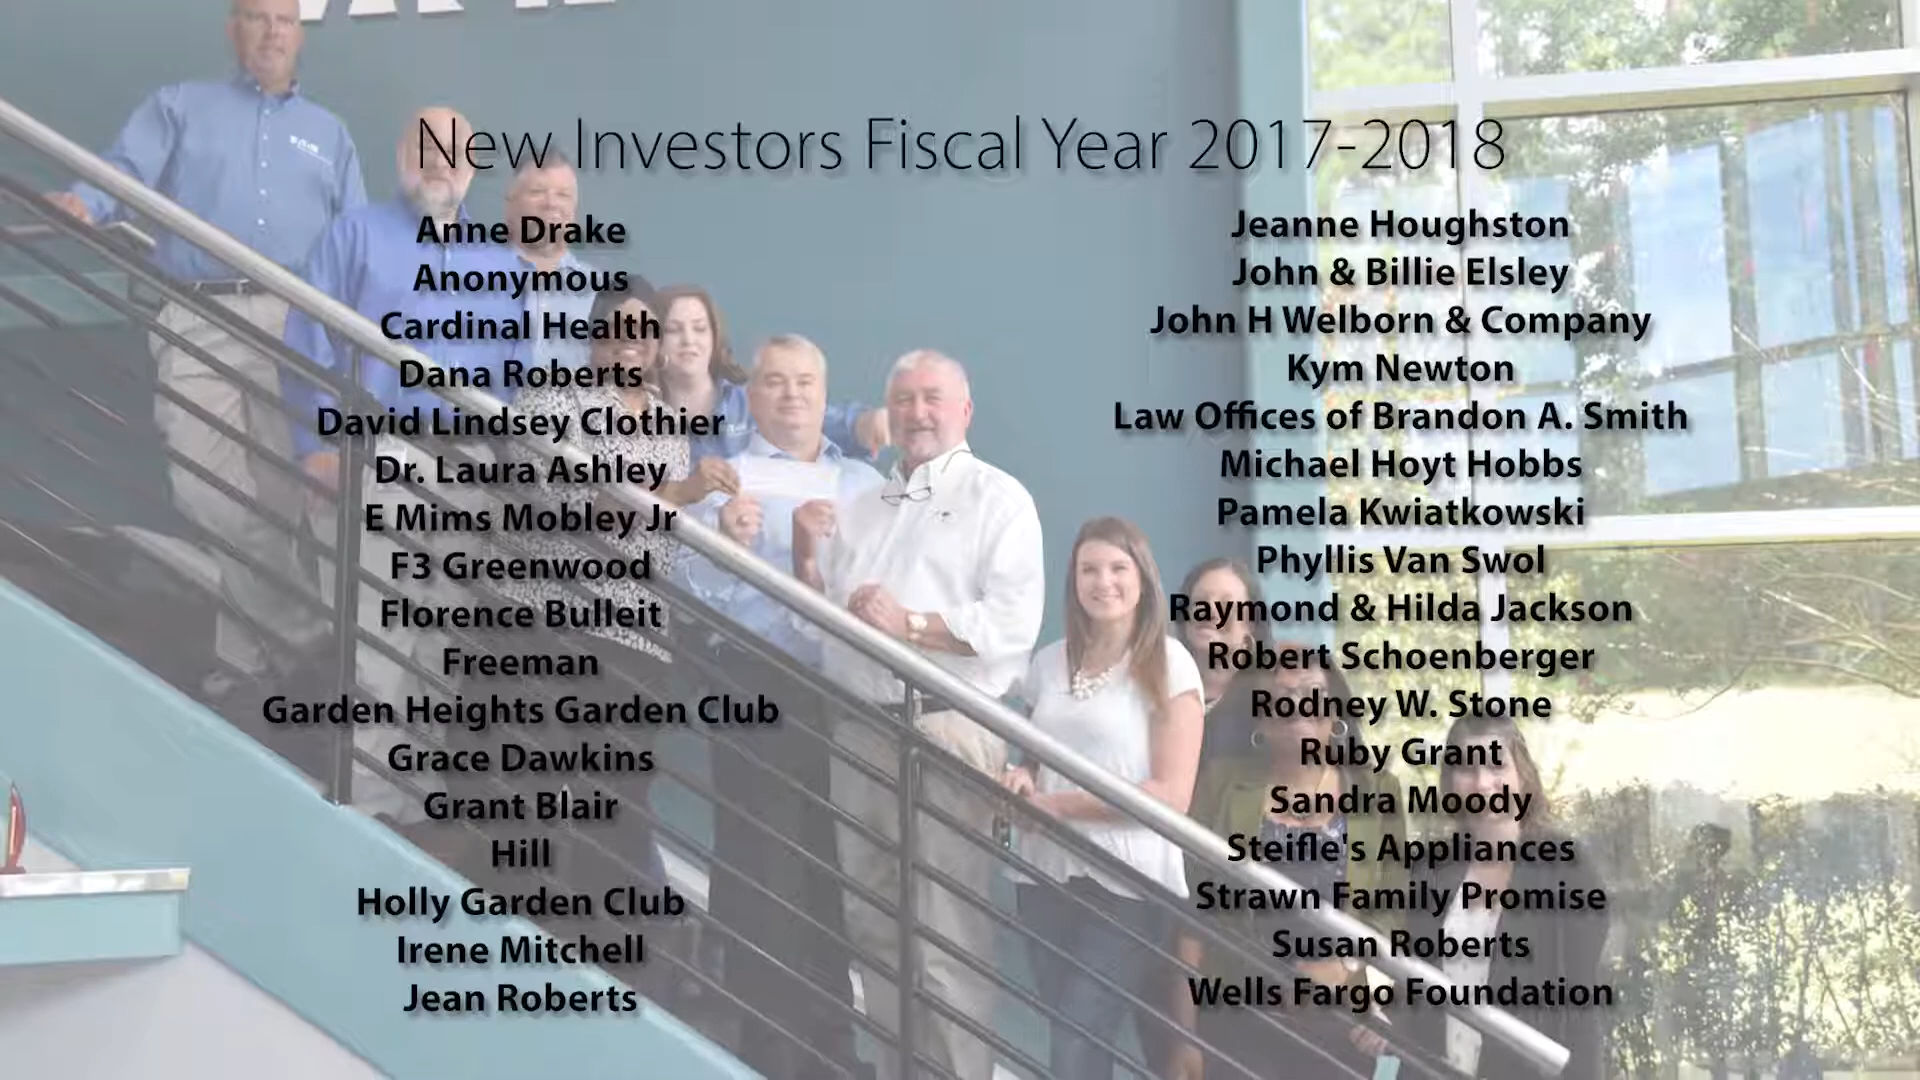 New Investors Fiscal Year 2017-2018
Anne Drake
Anonymous
Cardinal Health
Dana Roberts
David Lindsey Clothier
Dr. Laura Ashley
E Mims Mobley Jr
F3 Greenwood
Florence Bulleit
Freeman
Garden Heights Garden Club
Grace Dawkins
Grant Blair
Hill
Holly Garden Club
Irene Mitchell
Jean Roberts
Jeanne Houghston
John & Billie Elsley
John H Welborn & Company
Kym Newton
Law Offices of Brandon A. Smith
Michael Hoyt Hobbs
Pamela Kwiatkowski
Phyllis Van Swol
Raymond & Hilda Jackson
Robert Schoenberger
Rodney W. Stone
Ruby Grant
Sandra Moody
Steifle's Appliances
Strawn Family Promise
Susan Roberts
Wells Fargo Foundation